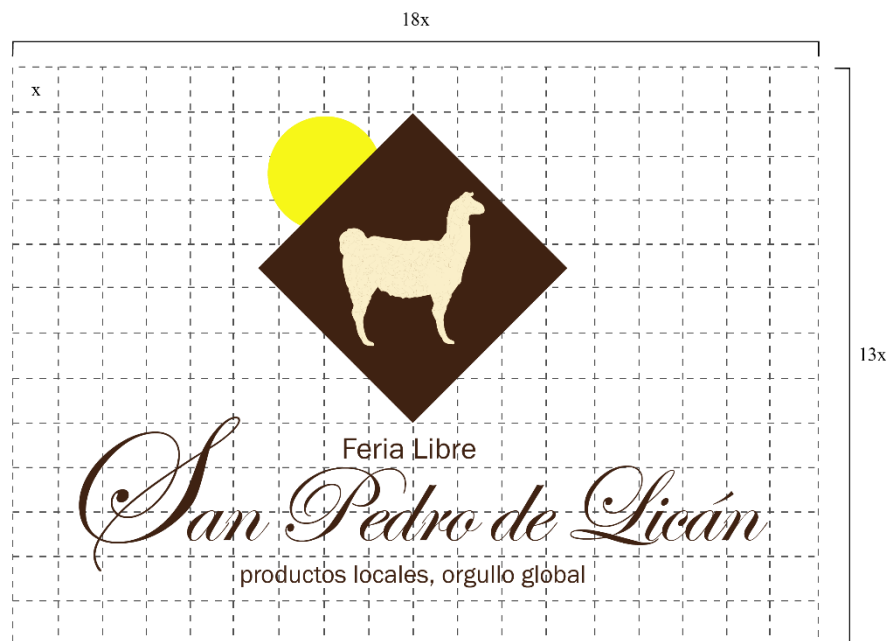 18x
x
13x
Feria Libre
San Pedro de Licán
productos locales, orgullo global